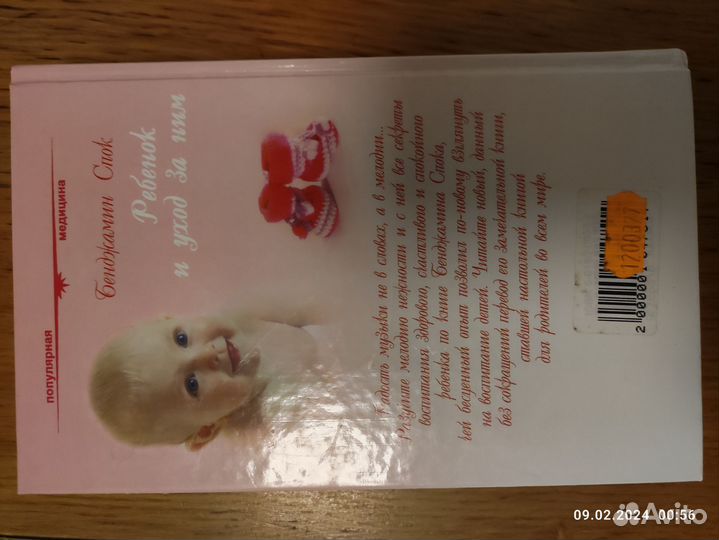 популярная медицина
Бенджамин Спок
Ребенок
и уход за ним
Радость музыки не в словах, а в мелодии...
Разучите мелодию нежности и с ней все секреты
воспитания здорового, счастливого и спокойного
ребенка по книге Бенджамина Спока,
чей бесценный опыт позволил по-новому взглянуть
на воспитание детей. Читайте новый, данный
без сокращений перевод его замечательной книги,
ставшей настольной книгой
для родителей во всем мире.
Avito
09.02.2024 00:56